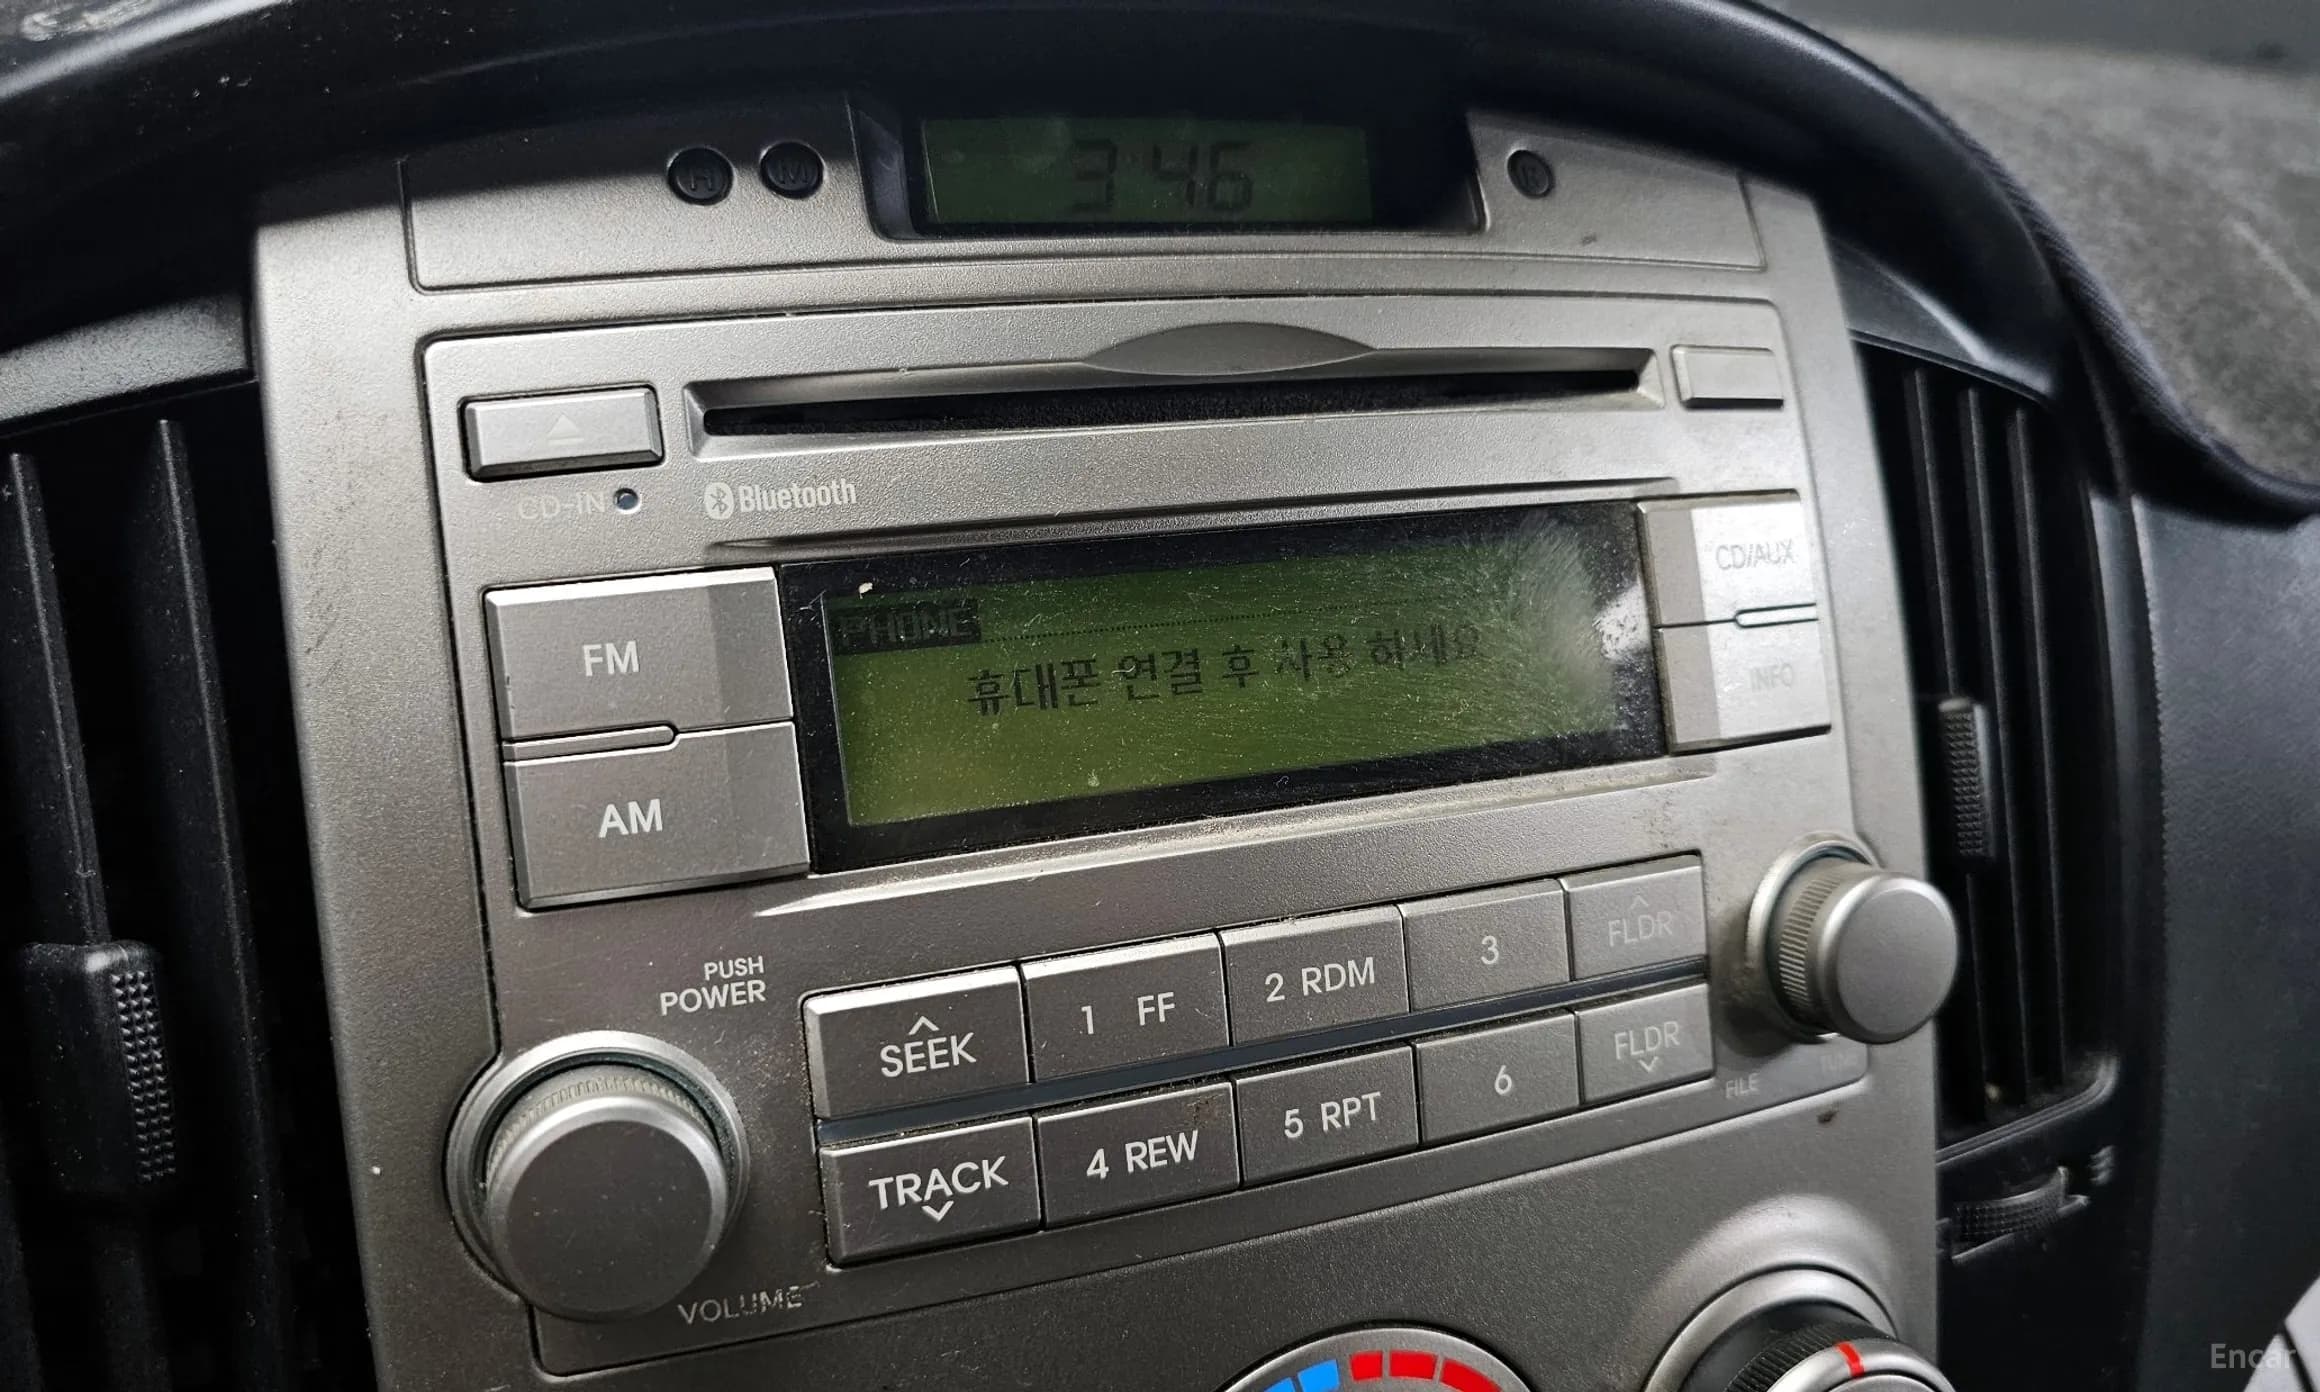 H M
3:46
R
CD-IN
Bluetooth
CD/AUX
FM
PHONE
휴대폰 연결 후 사용 하세요
INFO
AM
PUSH
POWER
SEEK
1 FF
2 RDM
3
FLDR
TRACK
4 REW
5 RPT
6
FLDR
FILE
TUNE
VOLUME
Encar